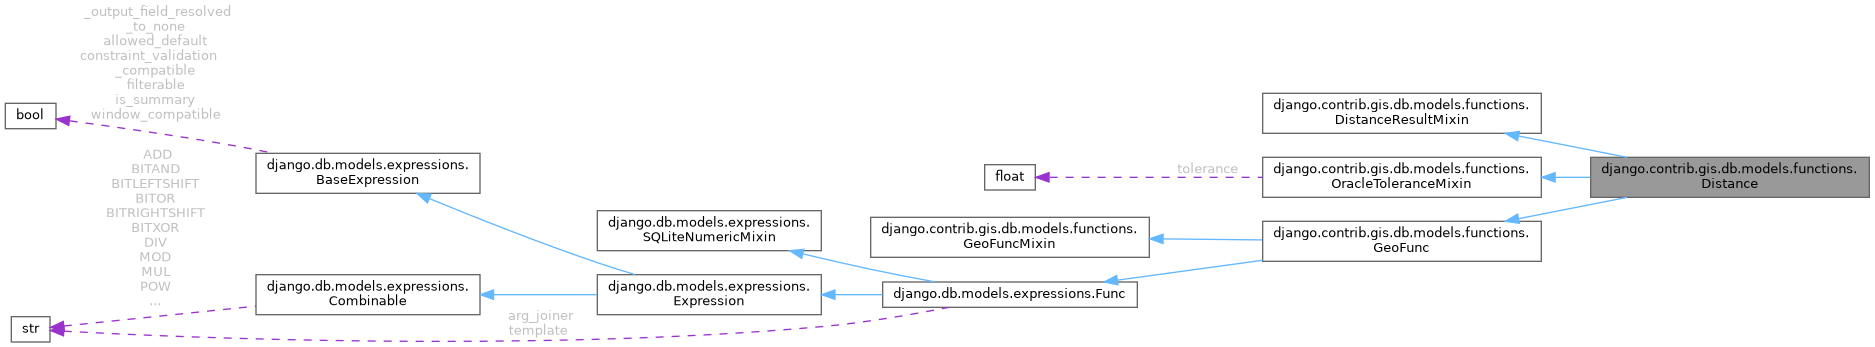 _output_field_resolved
_to_none
allowed_default
constraint_validation
_compatible
filterable
is_summary
window_compatible
bool
django.db.models.expressions.
BaseExpression
ADD
BITAND
BITLEFTSHIFT
BITOR
BITRIGHTSHIFT
BITXOR
DIV
MOD
MUL
POW
...
django.db.models.expressions.
Combinable
str
django.db.models.expressions.
SQLiteNumericMixin
django.db.models.expressions.
Expression
arg_joiner
template
django.contrib.gis.db.models.functions.
GeoFuncMixin
django.db.models.expressions.Func
float
tolerance
django.contrib.gis.db.models.functions.
DistanceResultMixin
django.contrib.gis.db.models.functions.
OracleToleranceMixin
django.contrib.gis.db.models.functions.
GeoFunc
django.contrib.gis.db.models.functions.
Distance